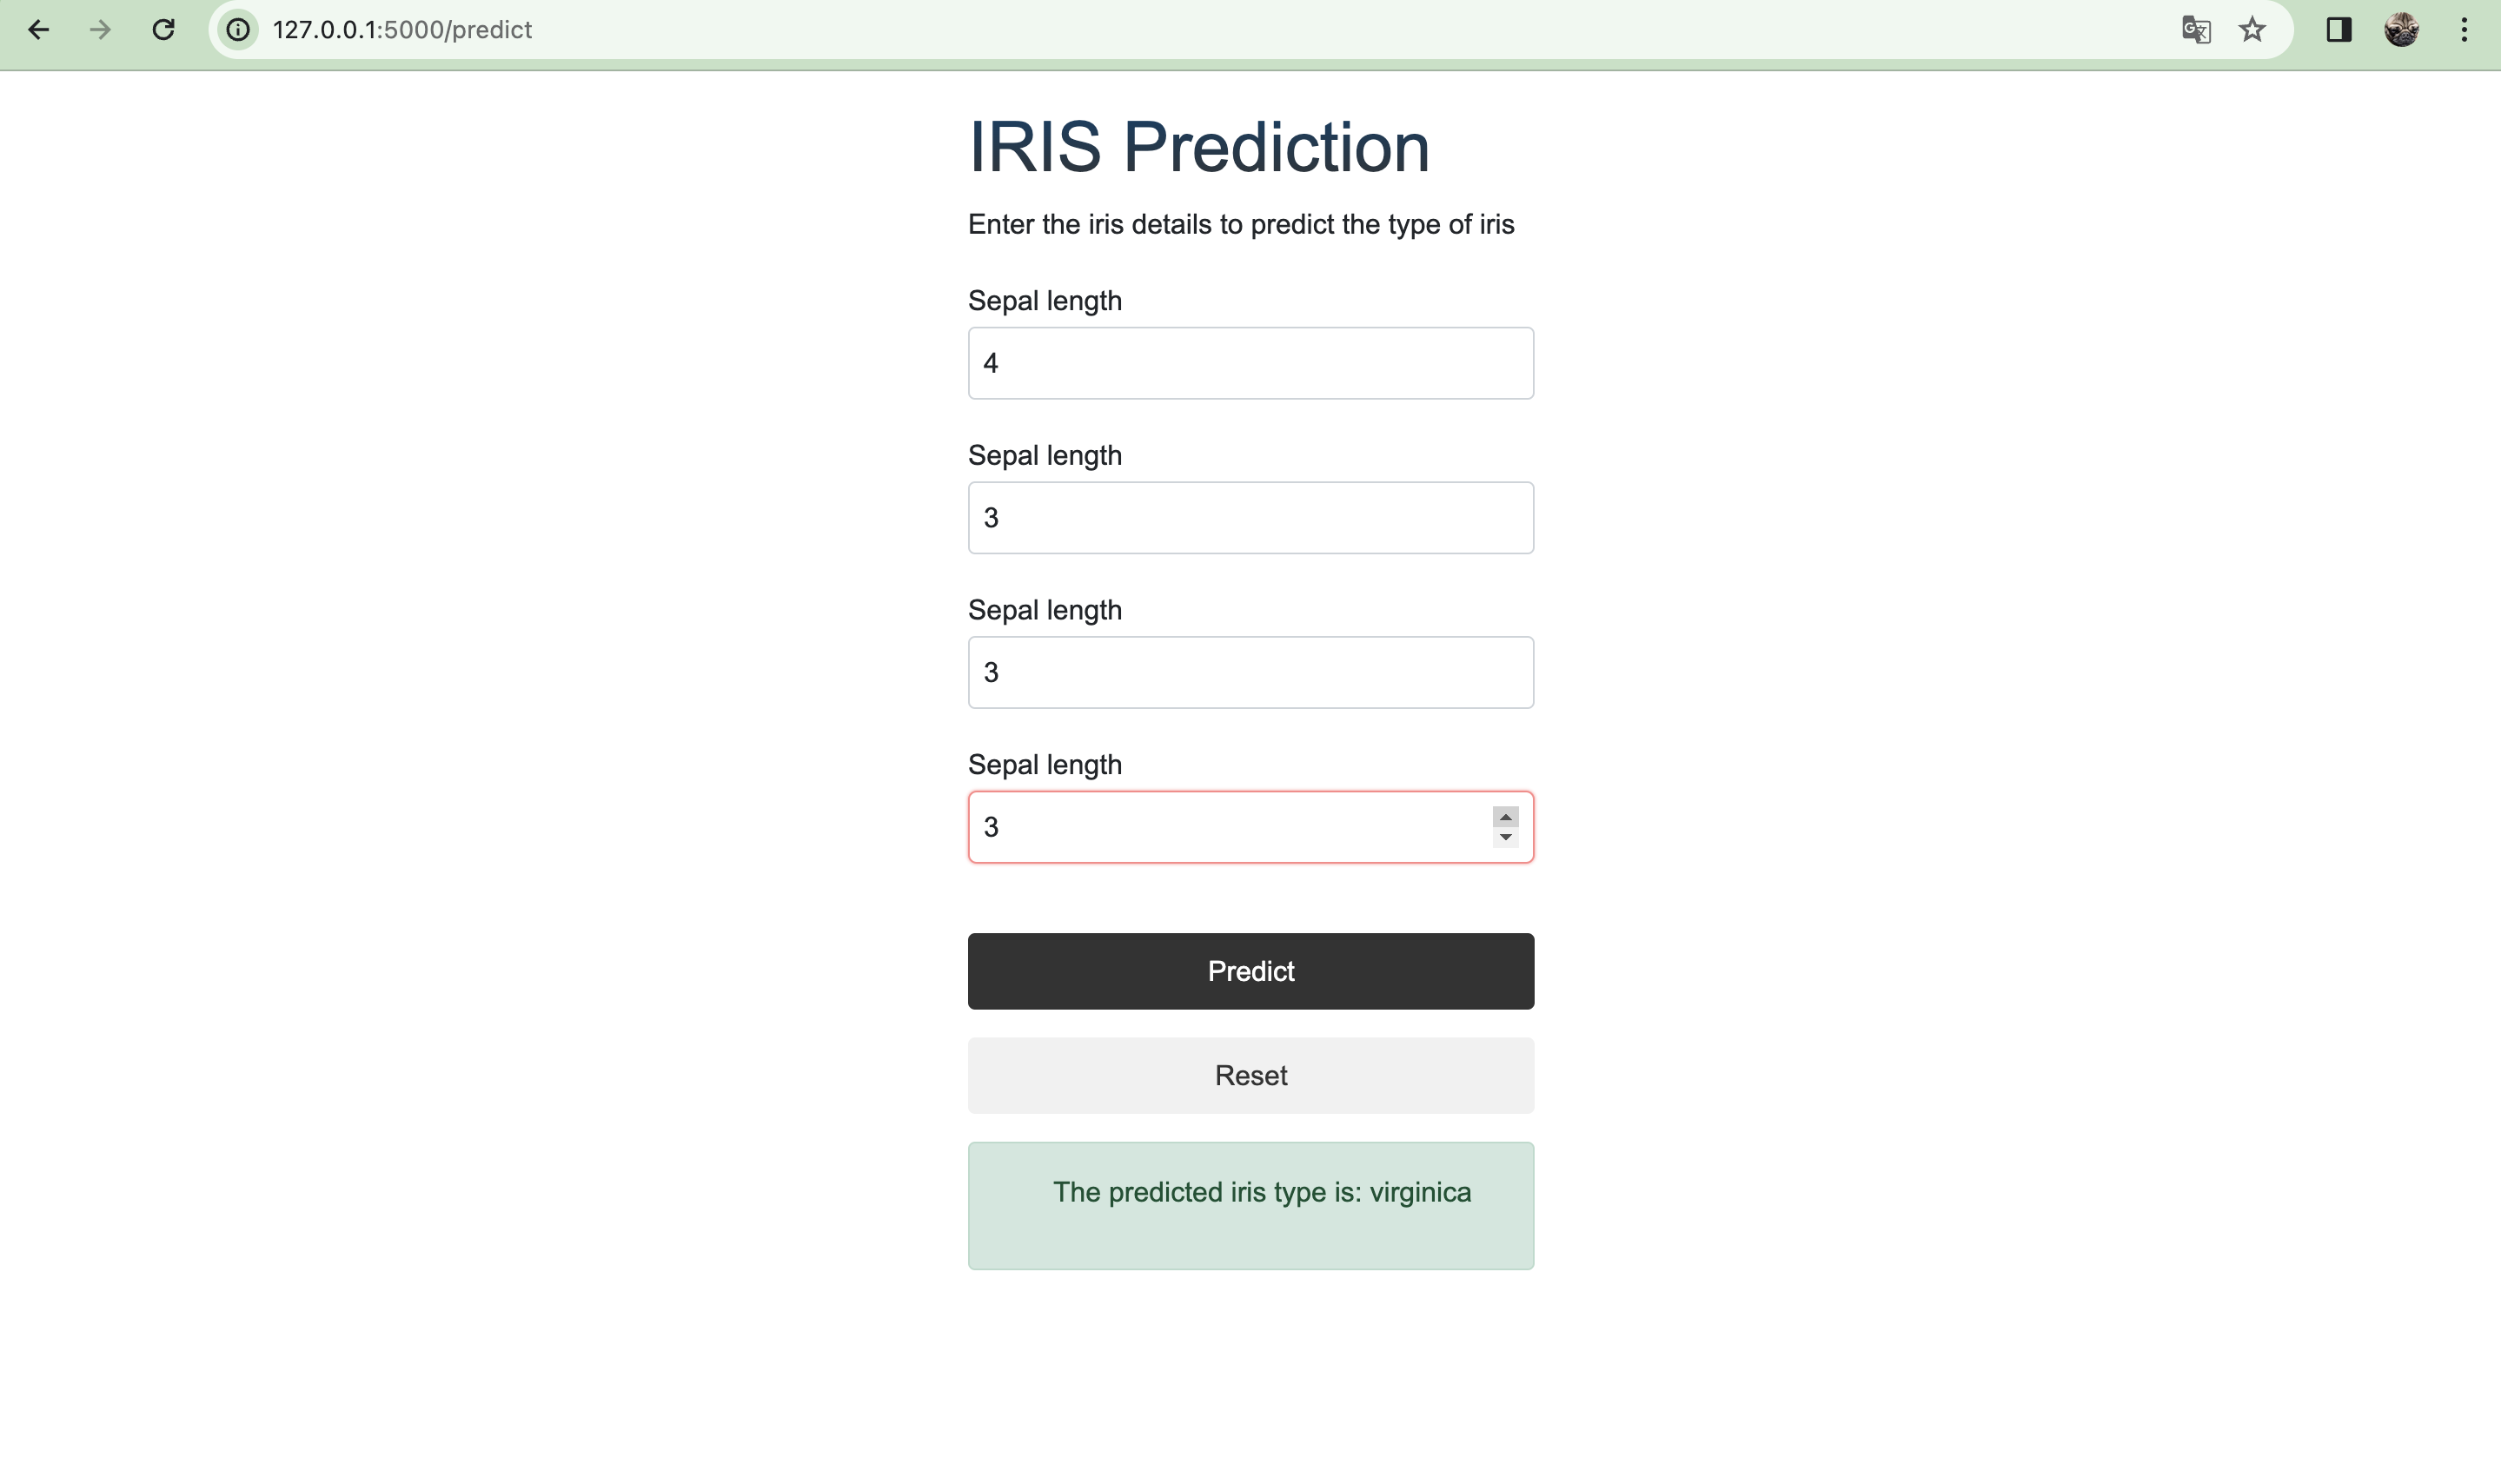 127.0.0.1:5000/predict
IRIS Prediction
Enter the iris details to predict the type of iris
Sepal length
4
Sepal length
3
Sepal length
3
Sepal length
3
Predict
Reset
The predicted iris type is: virginica